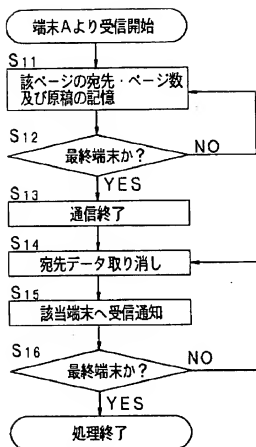 端末Aより受信開始
S11
該ページの宛先・ページ数
及び原稿の記憶
S12
最終端末か?
NO
YES
S13
通信終了
S14
宛先データ取り消し
S15
該当端末へ受信通知
S16
最終端末か?
NO
YES
処理終了